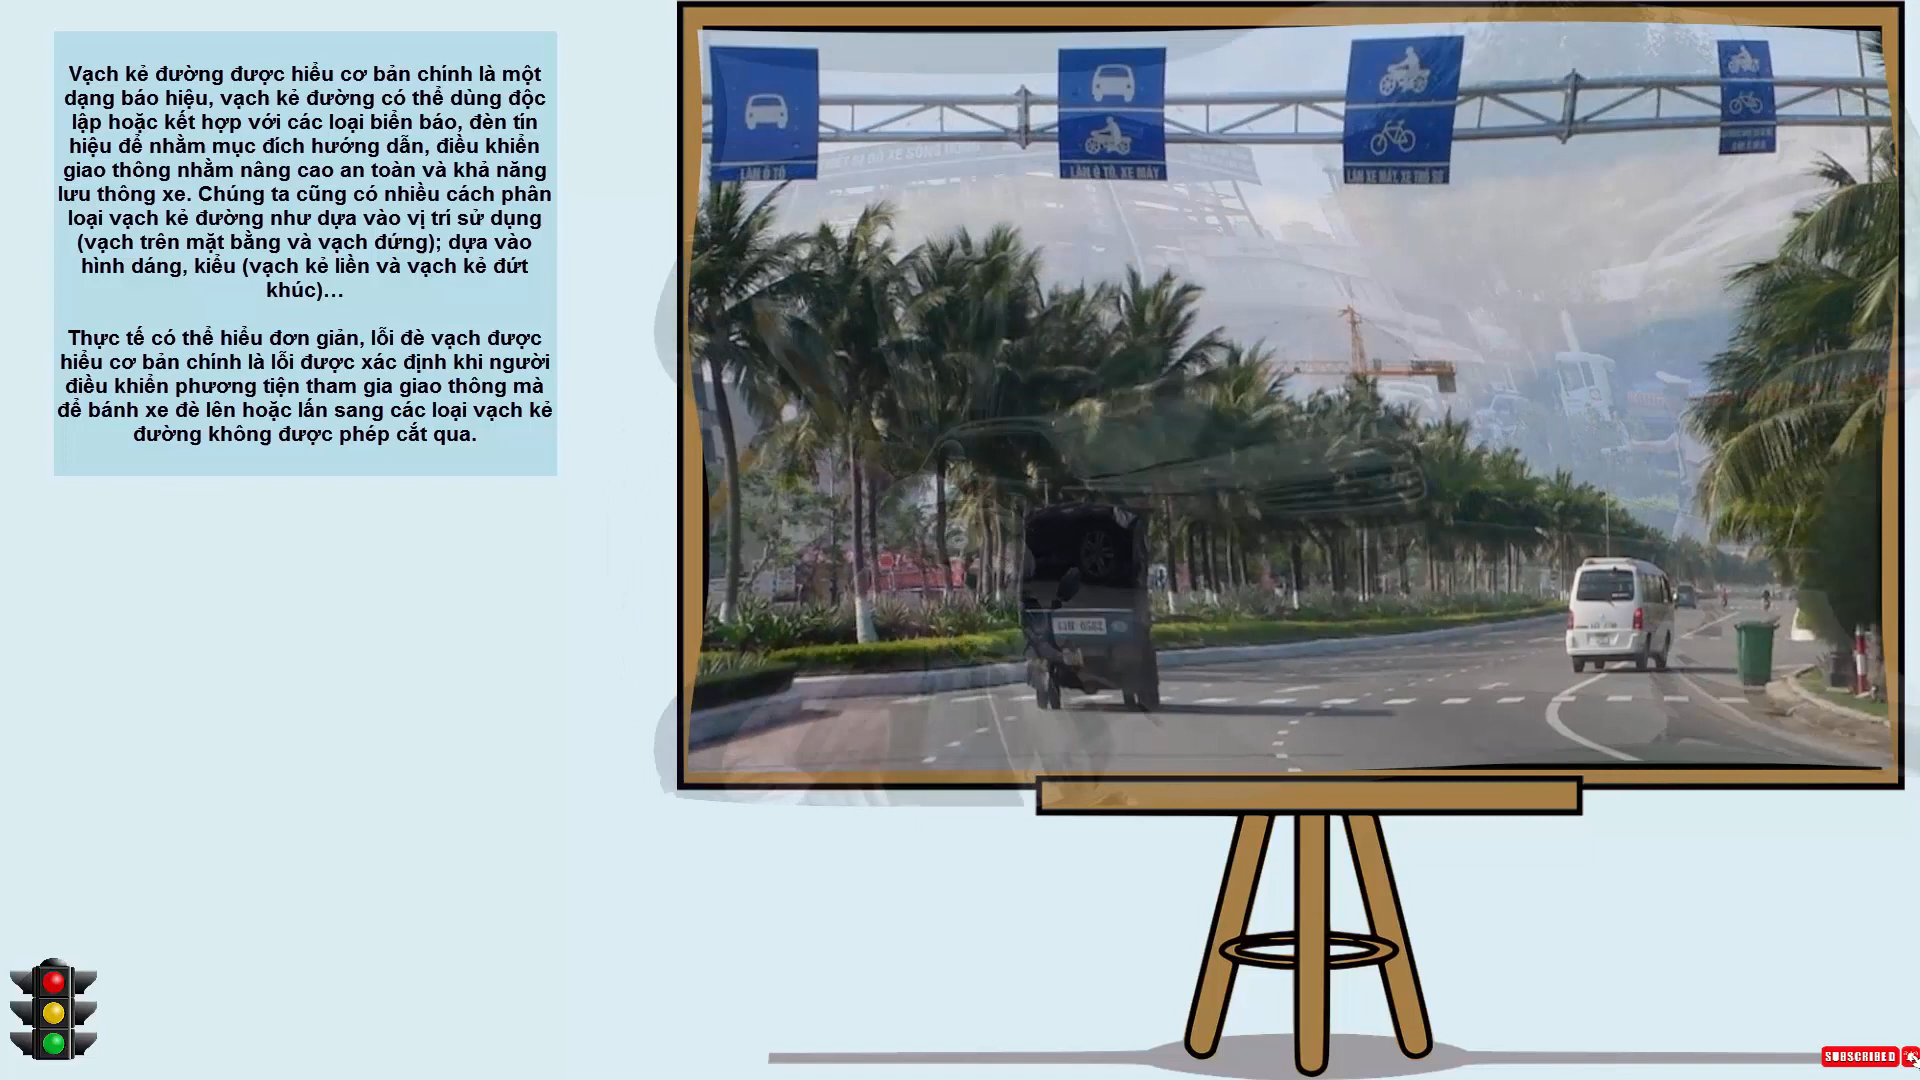 Vạch kẻ đường được hiểu cơ bản chính là một
dạng báo hiệu, vạch kẻ đường có thể dùng độc
lập hoặc kết hợp với các loại biển báo, đèn tín
hiệu để nhằm mục đích hướng dẫn, điều khiển
giao thông nhằm nâng cao an toàn và khả năng
lưu thông xe. Chúng ta cũng có nhiều cách phân
loại vạch kẻ đường như dựa vào vị trí sử dụng
(vạch trên mặt bằng và vạch đứng); dựa vào
hình dáng, kiểu (vạch kẻ liền và vạch kẻ đứt
khúc)…
Thực tế có thể hiểu đơn giản, lỗi đè vạch được
hiểu cơ bản chính là lỗi được xác định khi người
điều khiển phương tiện tham gia giao thông mà
để bánh xe đè lên hoặc lấn sang các loại vạch kẻ
đường không được phép cắt qua.
LÀN Ô TÔ
LÀN Ô TÔ, XE MÁY
LÀN XE MÁY, XE THÔ SƠ
SUBSCRIBED